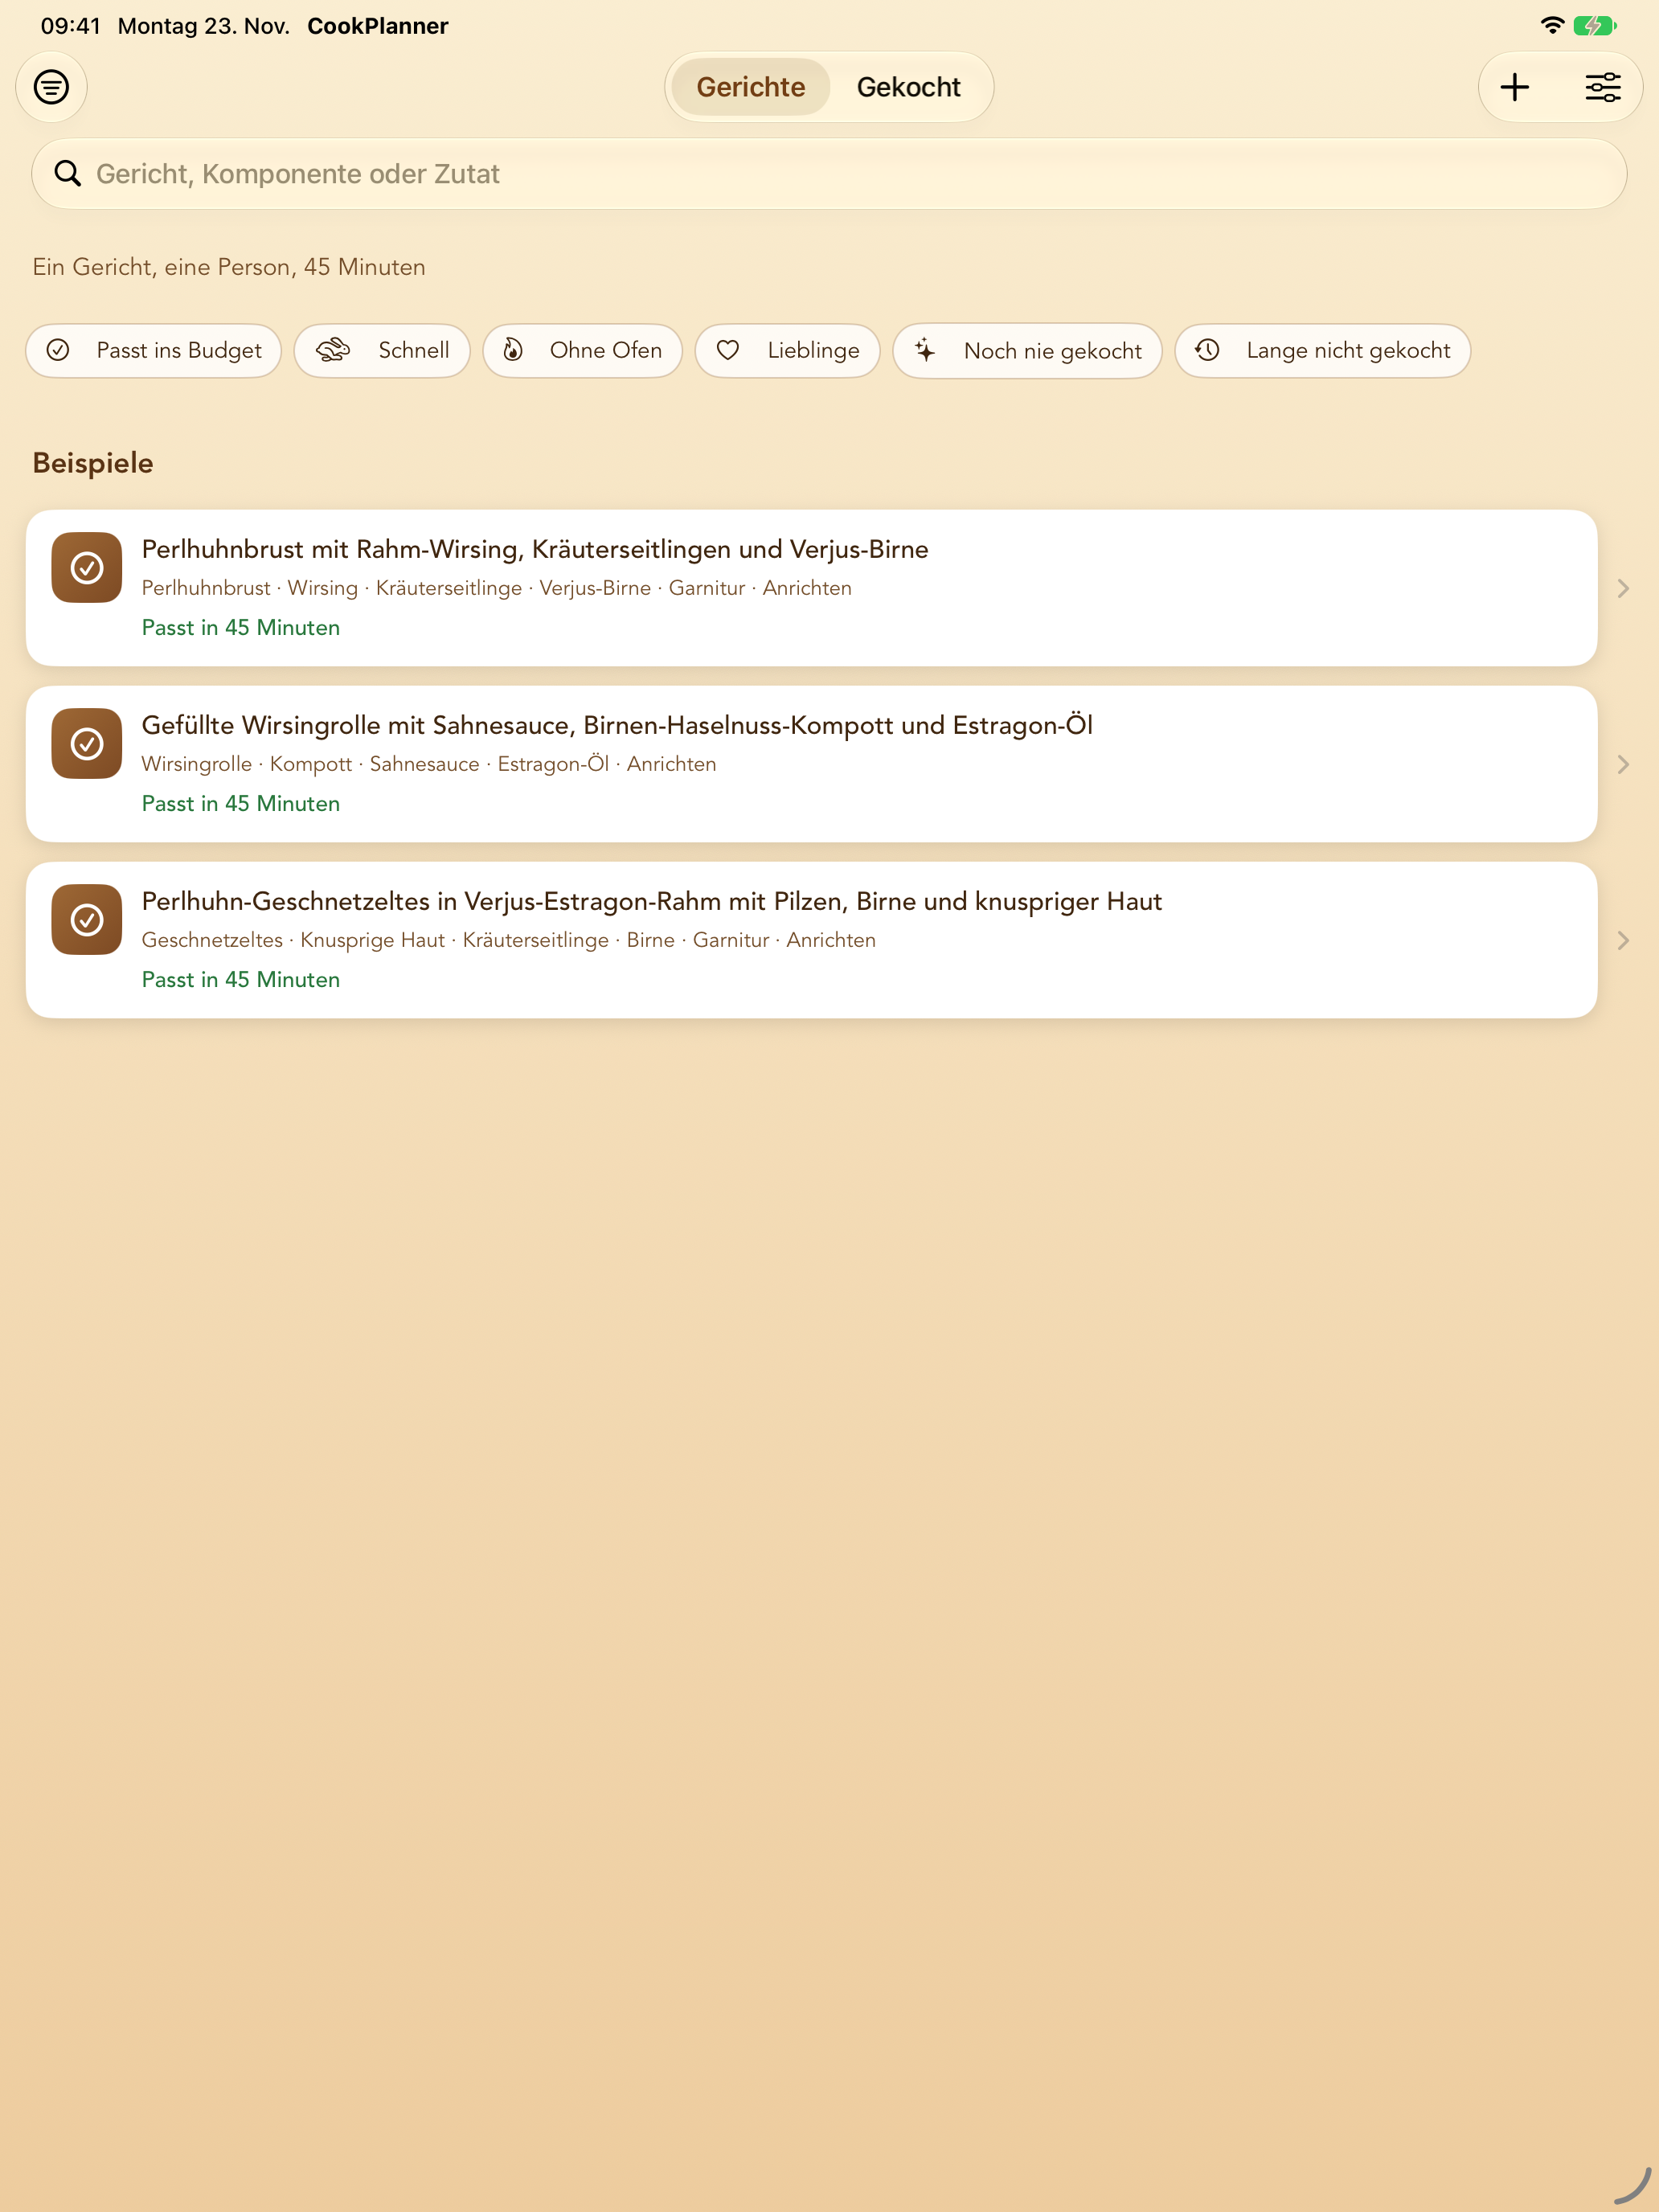 09:41 Montag 23. Nov. CookPlanner
Gerichte Gekocht
Gericht, Komponente oder Zutat
Ein Gericht, eine Person, 45 Minuten
Passt ins Budget Schnell Ohne Ofen Lieblinge Noch nie gekocht Lange nicht gekocht
Beispiele
Perlhuhnbrust mit Rahm-Wirsing, Kräuterseitlingen und Verjus-Birne
Perlhuhnbrust · Wirsing · Kräuterseitlinge · Verjus-Birne · Garnitur · Anrichten
Passt in 45 Minuten
Gefüllte Wirsingrolle mit Sahnesauce, Birnen-Haselnuss-Kompott und Estragon-Öl
Wirsingrolle · Kompott · Sahnesauce · Estragon-Öl · Anrichten
Passt in 45 Minuten
Perlhuhn-Geschnetzeltes in Verjus-Estragon-Rahm mit Pilzen, Birne und knuspriger Haut
Geschnetzeltes · Knusprige Haut · Kräuterseitlinge · Birne · Garnitur · Anrichten
Passt in 45 Minuten